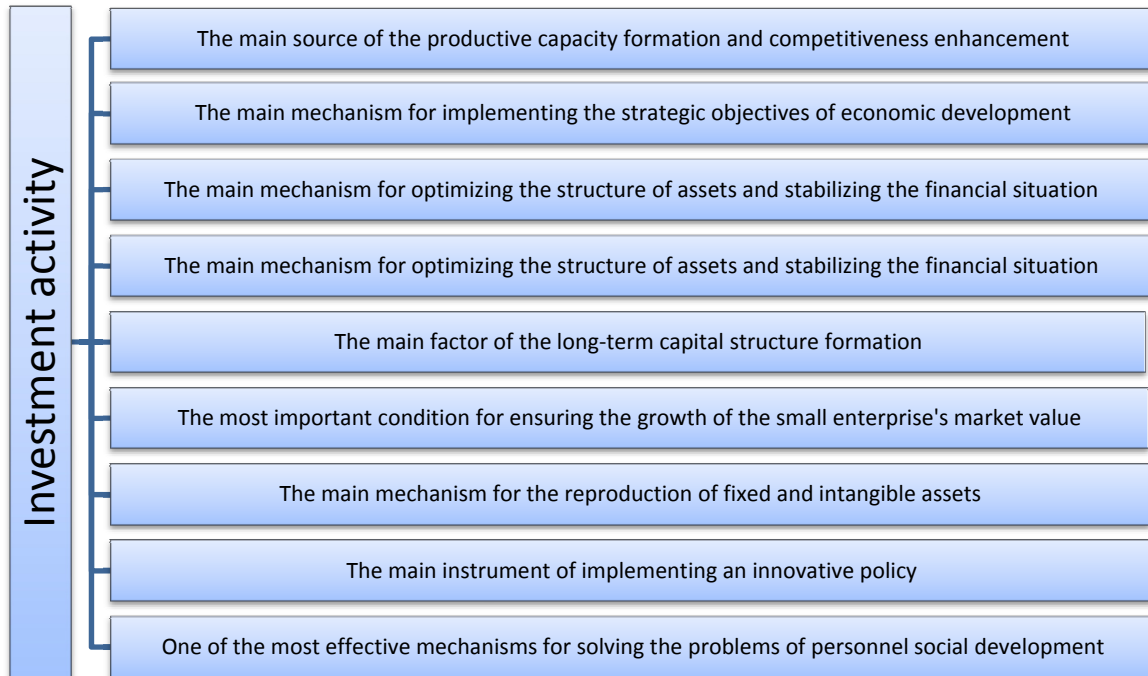 Investment activity
The main source of the productive capacity formation and competitiveness enhancement
The main mechanism for implementing the strategic objectives of economic development
The main mechanism for optimizing the structure of assets and stabilizing the financial situation
The main mechanism for optimizing the structure of assets and stabilizing the financial situation
The main factor of the long-term capital structure formation
The most important condition for ensuring the growth of the small enterprise's market value
The main mechanism for the reproduction of fixed and intangible assets
The main instrument of implementing an innovative policy
One of the most effective mechanisms for solving the problems of personnel social development